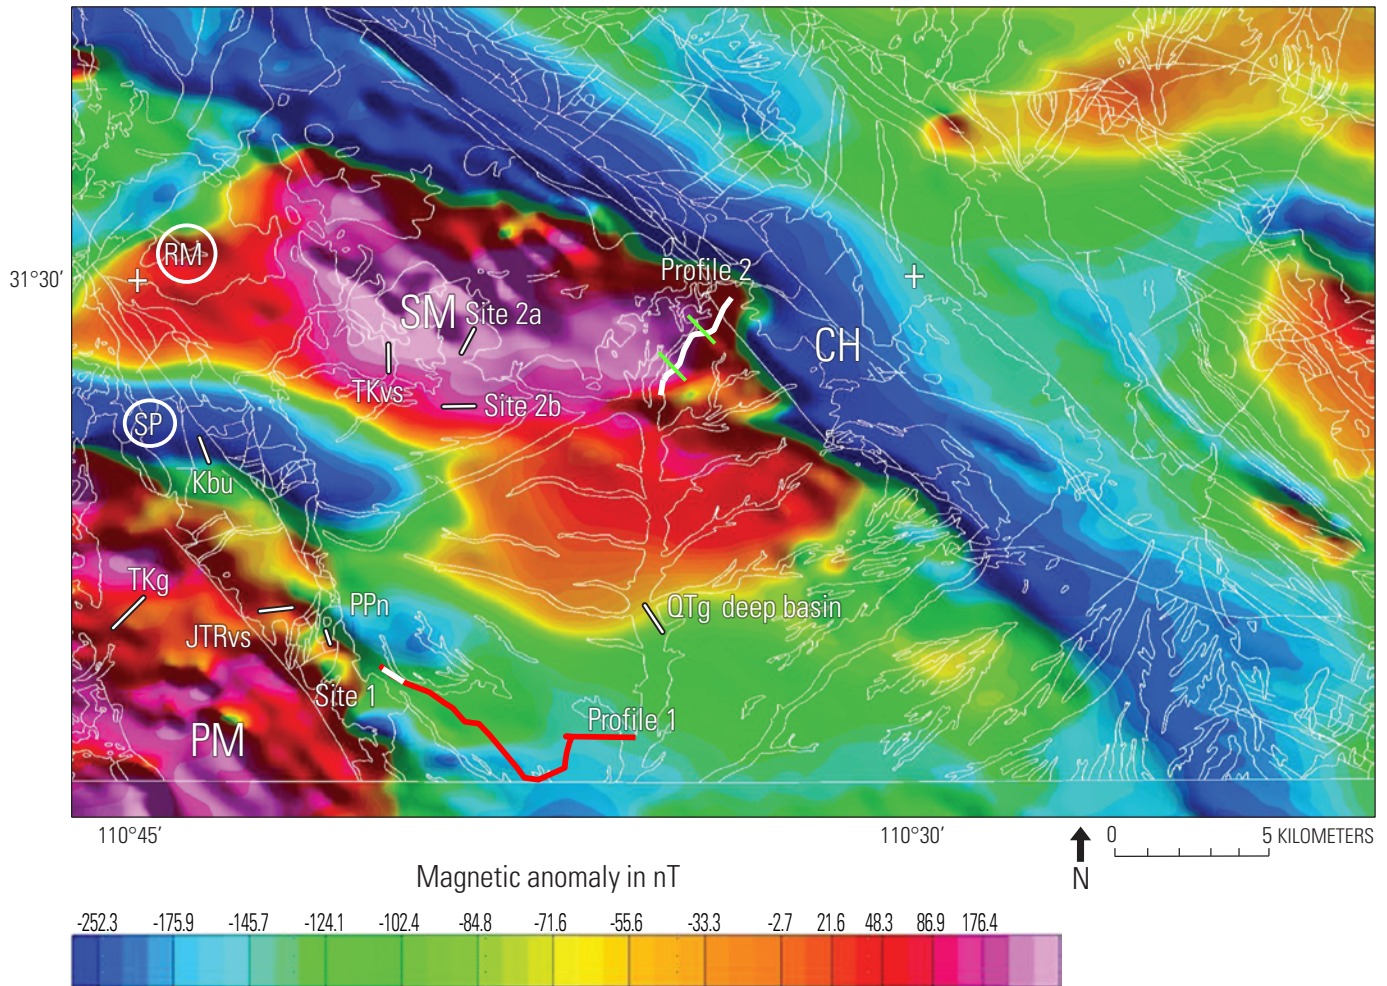 Profile 2
RM
31°30'
SM
Site 2a
CH
TKvs
Site 2b
SP
Kbu
TKg
PPn
QTg deep basin
JTRvs
Site 1
Profile 1
PM
110°45'
110°30'
0
5 KILOMETERS
N
Magnetic anomaly in nT
-252.3 -175.9 -145.7 -124.1 -102.4 -84.8 -71.6 -55.6 -33.3 -2.7 21.6 48.3 86.9 176.4